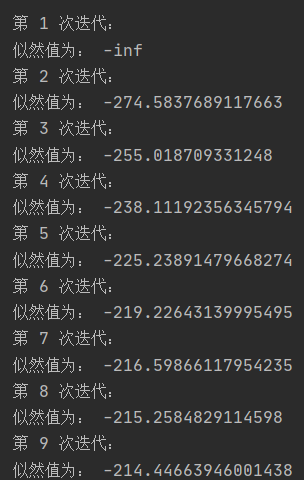 第 1 次迭代:
似然值为: -inf
第 2 次迭代:
似然值为: -274.5837689117663
第 3 次迭代:
似然值为: -255.018709331248
第 4 次迭代:
似然值为: -238.11192356345794
第 5 次迭代:
似然值为: -225.23891479668274
第 6 次迭代:
似然值为: -219.22643139995495
第 7 次迭代:
似然值为: -216.59866117954235
第 8 次迭代:
似然值为: -215.2584829114598
第 9 次迭代:
似然值为: -214.44663946001438